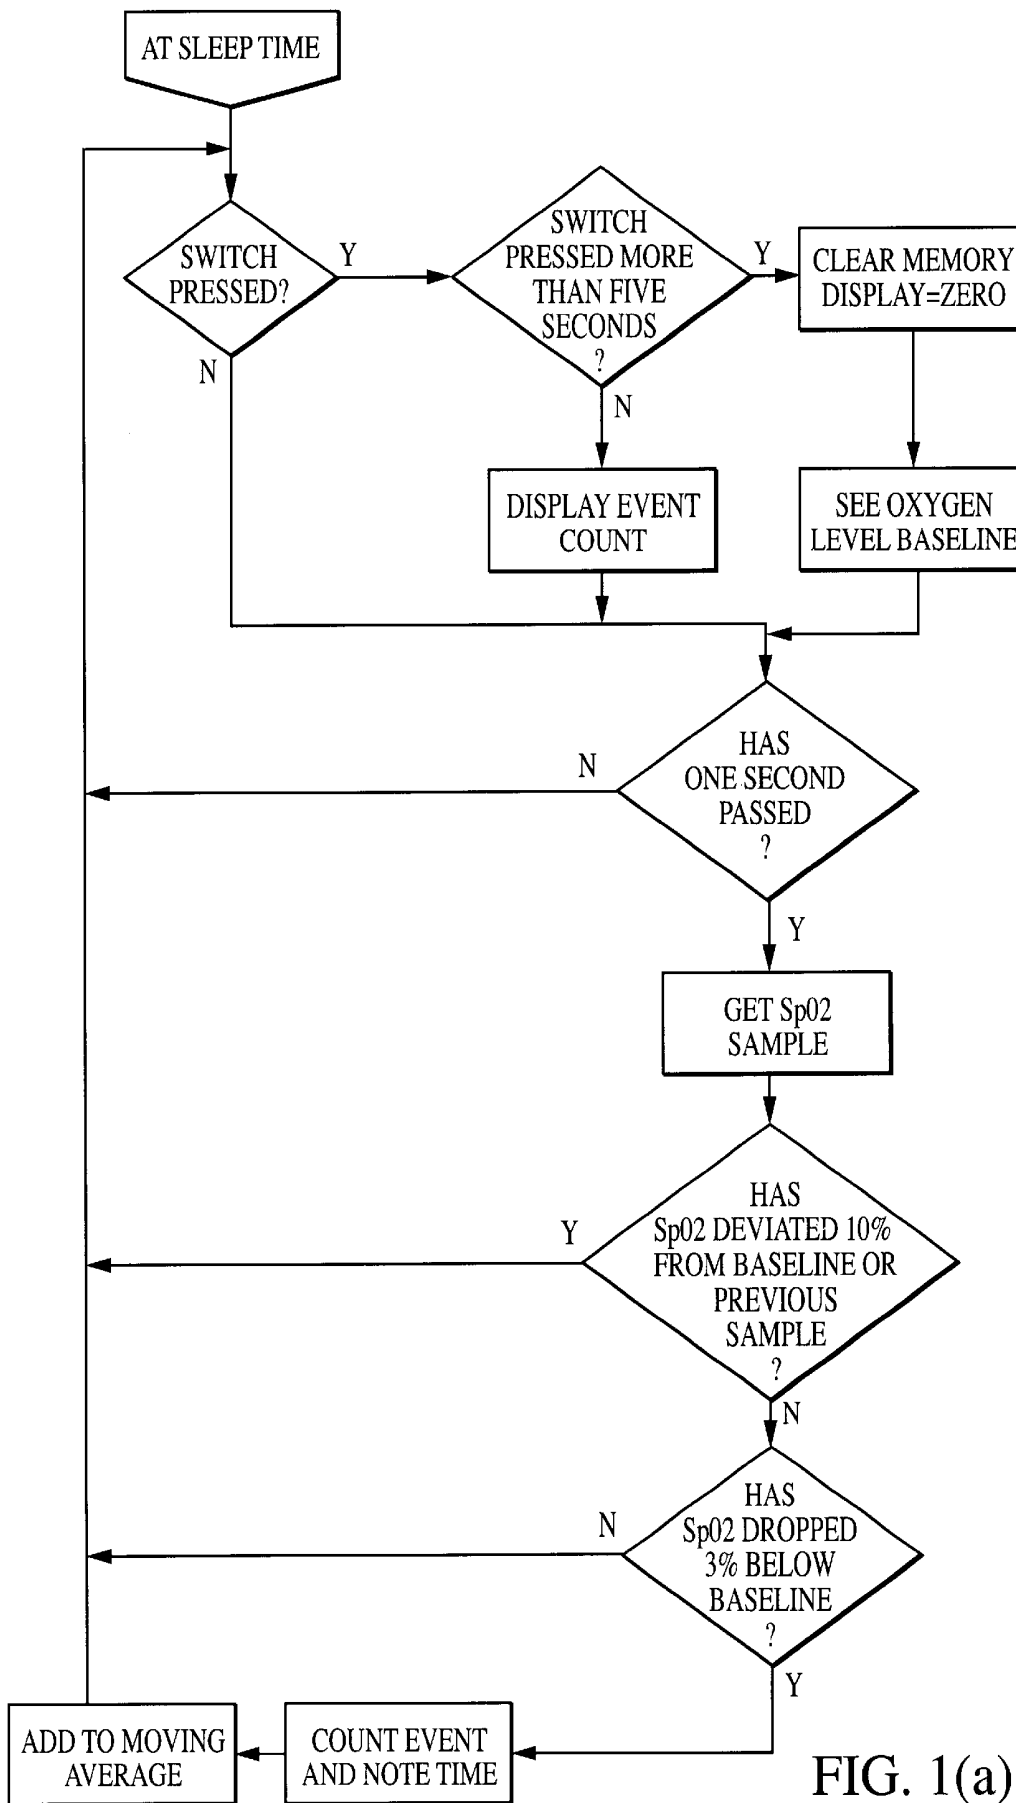 AT SLEEP TIME
SWITCH
PRESSED?
Y
N
SWITCH
PRESSED MORE
THAN FIVE
SECONDS
?
Y
N
CLEAR MEMORY
DISPLAY=ZERO
DISPLAY EVENT
COUNT
SEE OXYGEN
LEVEL BASELINE
HAS
ONE SECOND
PASSED
?
N
Y
GET Sp02
SAMPLE
HAS
Sp02 DEVIATED 10%
FROM BASELINE OR
PREVIOUS
SAMPLE
?
Y
N
HAS
Sp02 DROPPED
3% BELOW
BASELINE
?
N
Y
COUNT EVENT
AND NOTE TIME
ADD TO MOVING
AVERAGE
FIG. 1(a)